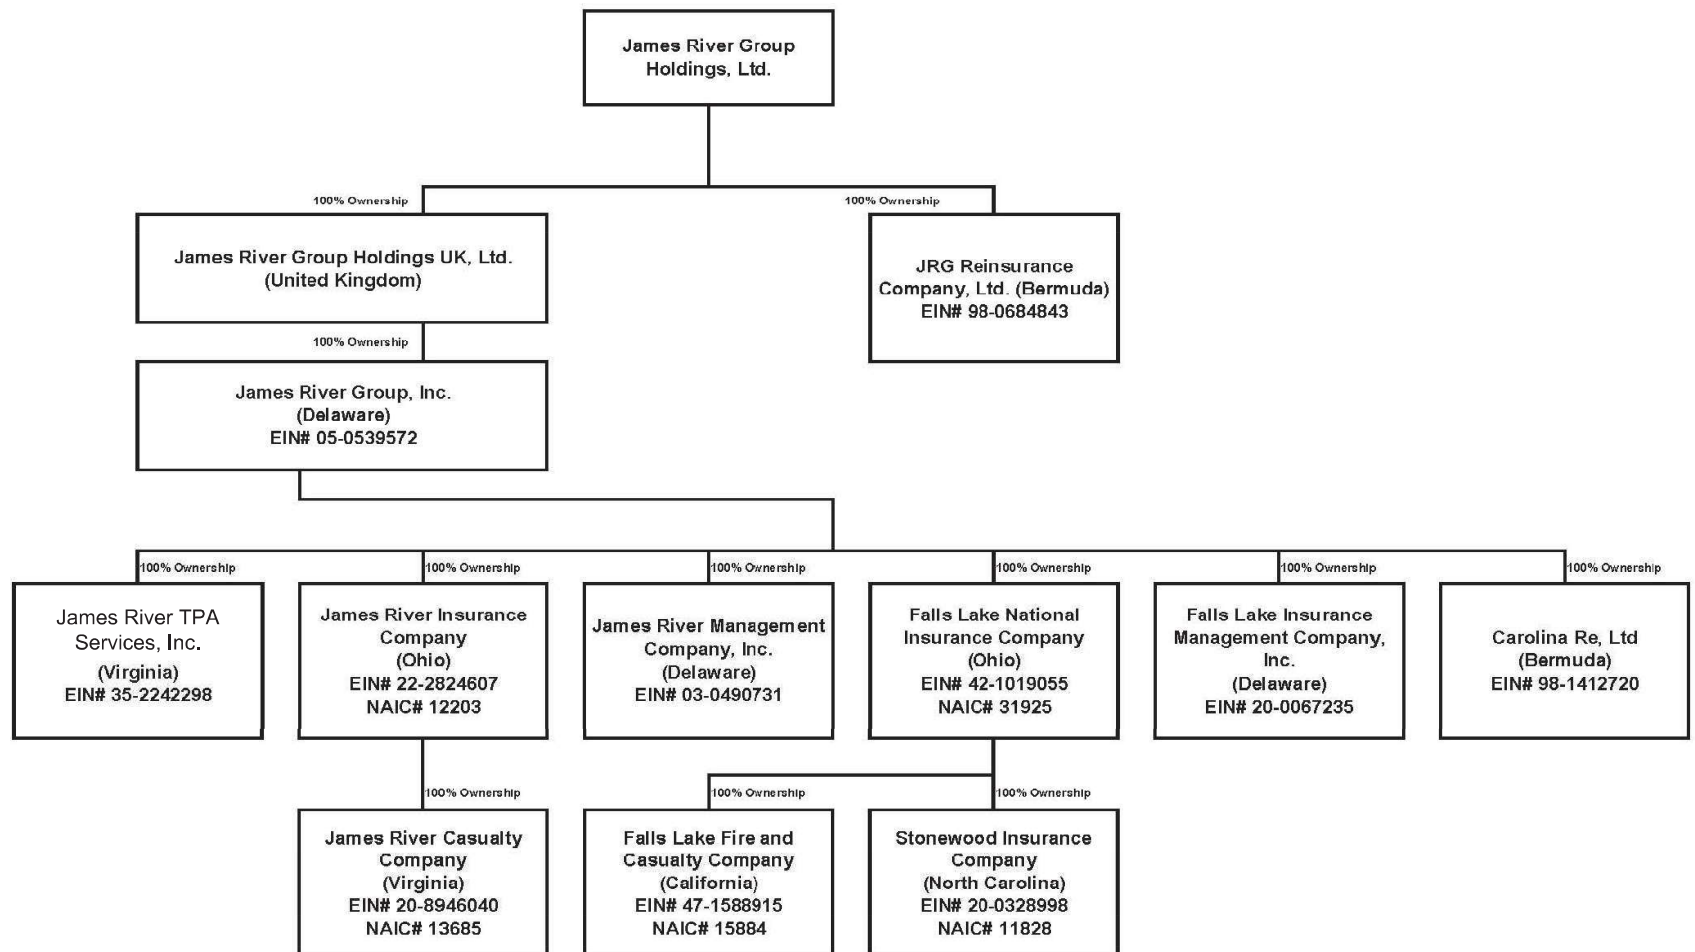 James River Group
Holdings, Ltd.
100% Ownership
100% Ownership
James River Group Holdings UK, Ltd.
(United Kingdom)
JRG Reinsurance
Company, Ltd. (Bermuda)
EIN# 98-0684843
100% Ownership
James River Group, Inc.
(Delaware)
EIN# 05-0539572
100% Ownership
100% Ownership
100% Ownership
100% Ownership
100% Ownership
100% Ownership
James River TPA
Services, Inc.
(Virginia)
EIN# 35-2242298
James River Insurance
Company
(Ohio)
EIN# 22-2824607
NAIC# 12203
James River Management
Company, Inc.
(Delaware)
EIN# 03-0490731
Falls Lake National
Insurance Company
(Ohio)
EIN# 42-1019055
NAIC# 31925
Falls Lake Insurance
Management Company,
Inc.
(Delaware)
EIN# 20-0067235
Carolina Re, Ltd
(Bermuda)
EIN# 98-1412720
100% Ownership
100% Ownership
100% Ownership
James River Casualty
Company
(Virginia)
EIN# 20-8946040
NAIC# 13685
Falls Lake Fire and
Casualty Company
(California)
EIN# 47-1588915
NAIC# 15884
Stonewood Insurance
Company
(North Carolina)
EIN# 20-0328998
NAIC# 11828